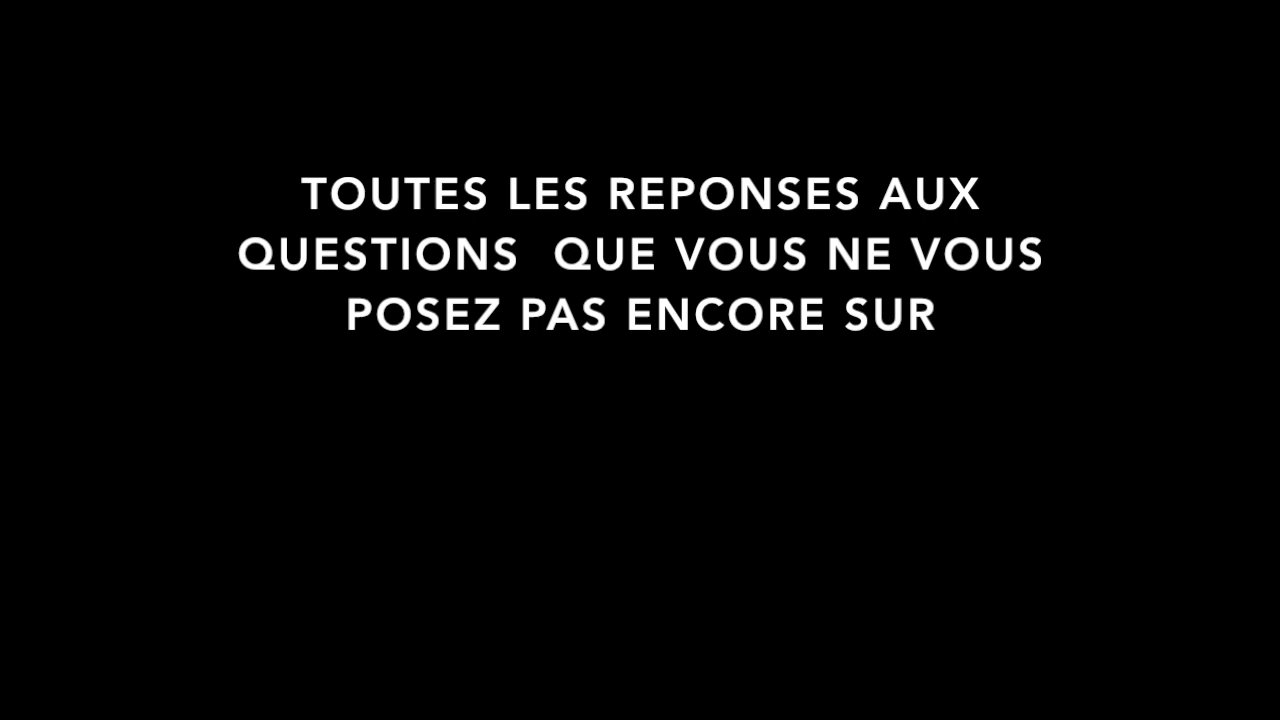 TOUTES LES REPONSES AUX
QUESTIONS  QUE VOUS NE VOUS
POSEZ PAS ENCORE SUR